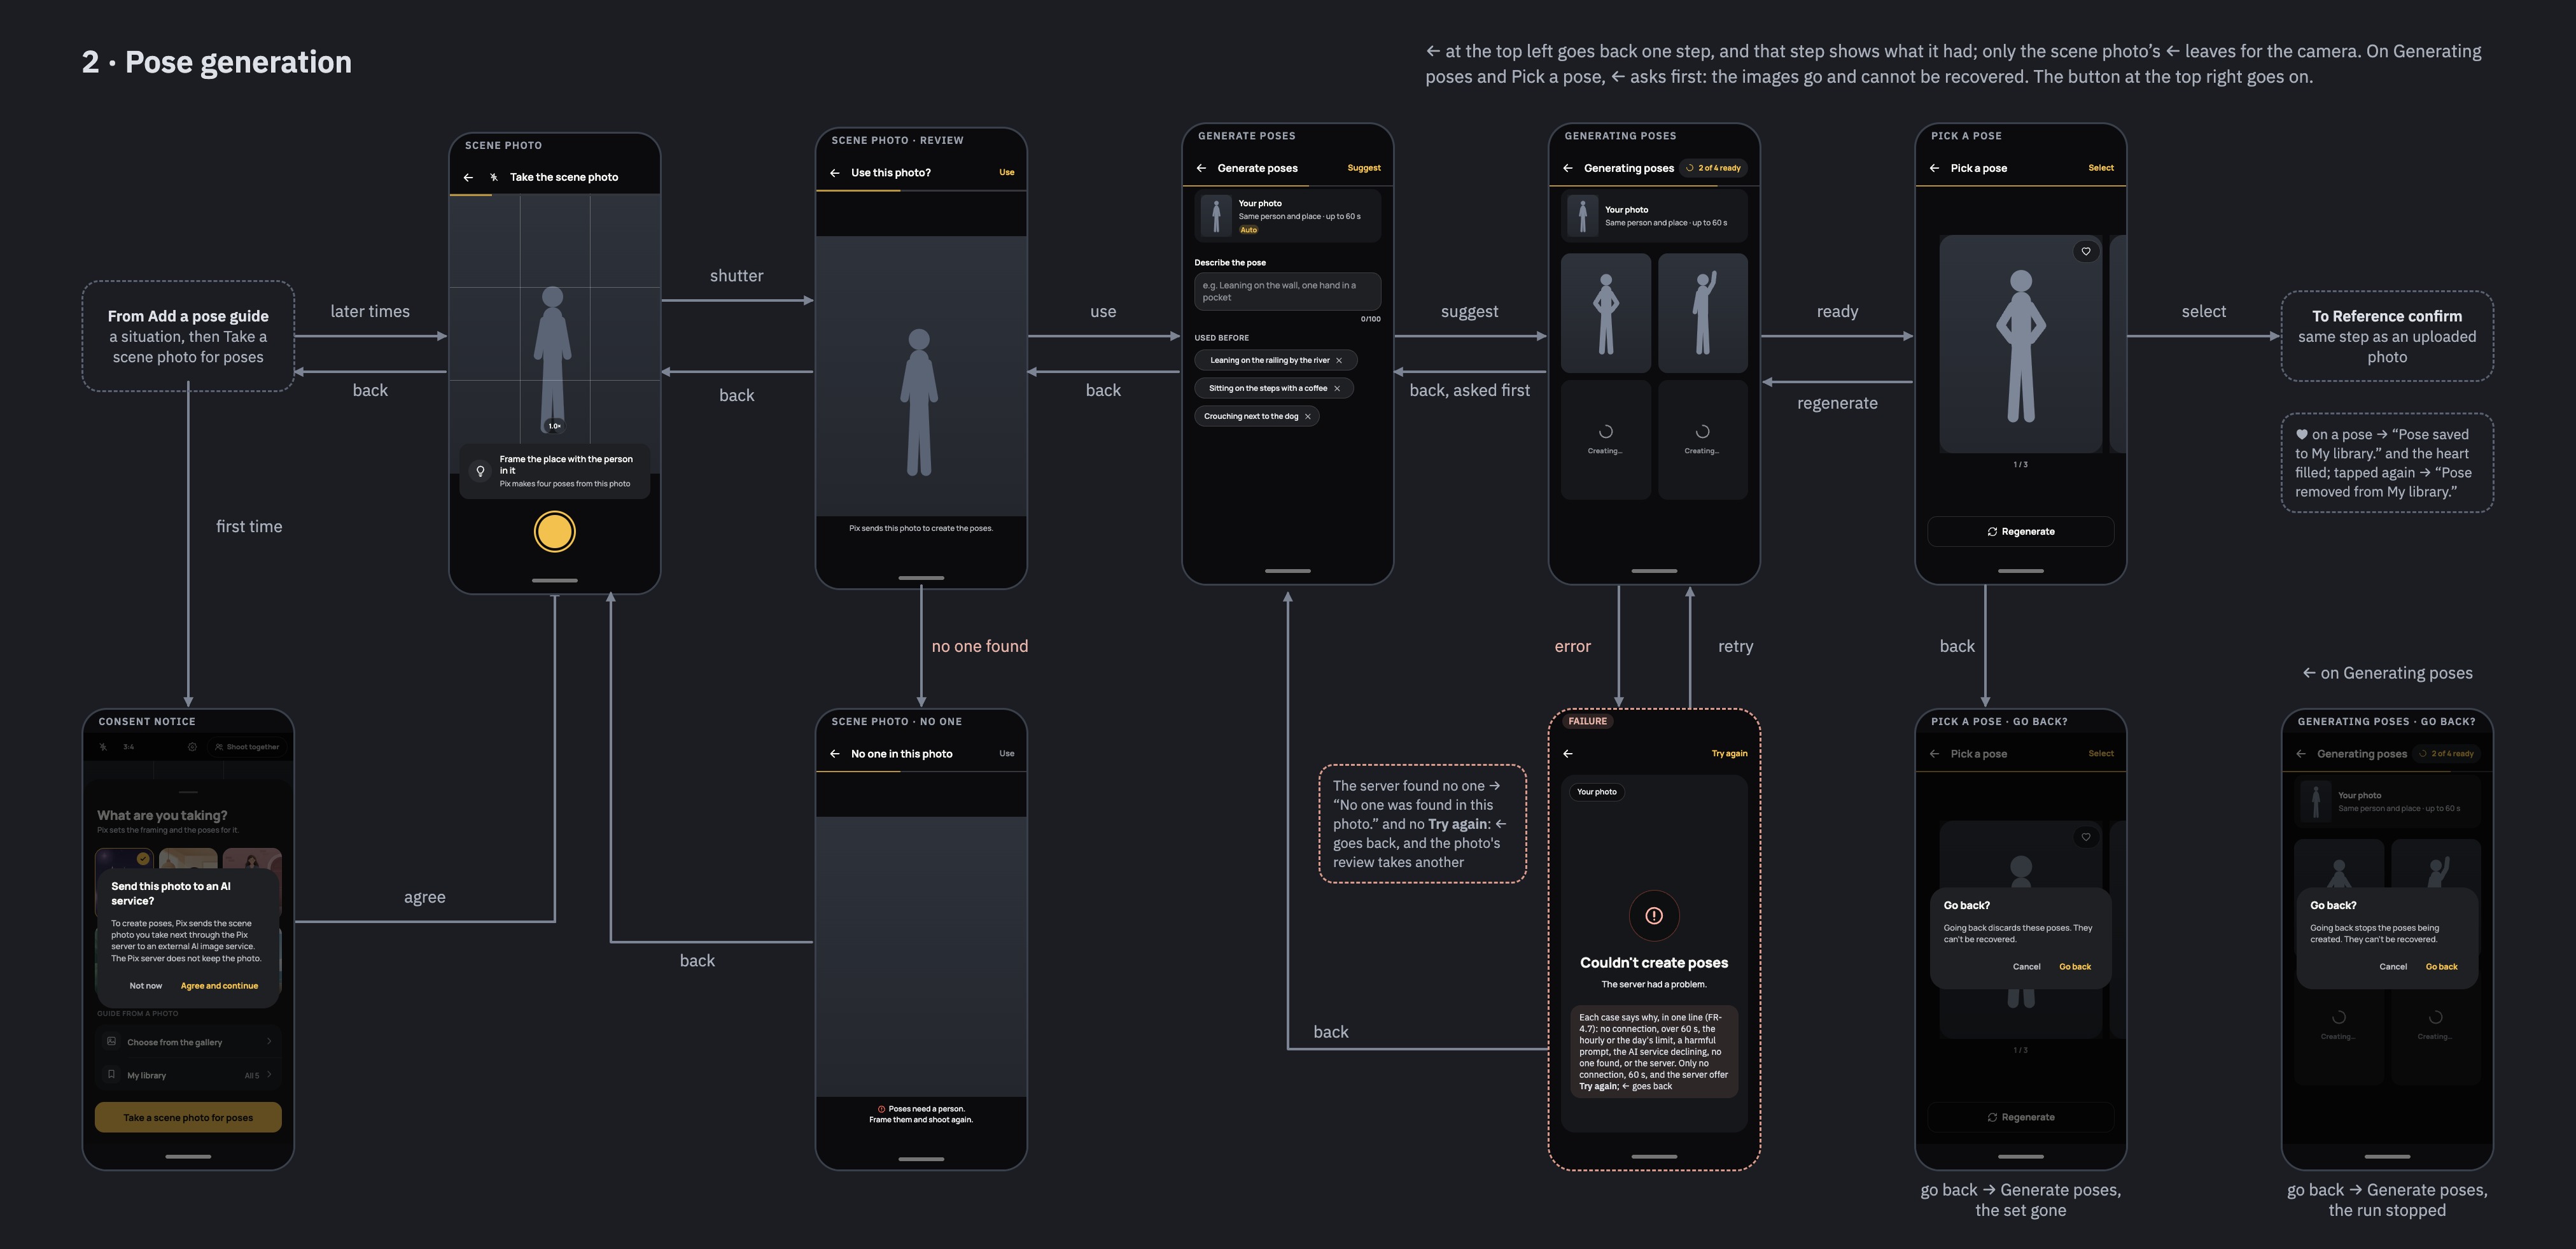 2 · Pose generation
← at the top left goes back one step, and that step shows what it had; only the scene photo's ← leaves for the camera. On Generating
poses and Pick a pose, ← asks first: the images go and cannot be recovered. The button at the top right goes on.
From Add a pose guide
a situation, then Take a
scene photo for poses
later times
back
first time
SCENE PHOTO
← Take the scene photo
1.0×
Frame the place with the person
in it
Pix makes four poses from this photo
shutter
back
SCENE PHOTO · REVIEW
← Use this photo? Use
Pix sends this photo to create the poses.
use
back
GENERATE POSES
← Generate poses Suggest
Your photo
Same person and place · up to 60 s
Auto
Describe the pose
e.g. Leaning on the wall, one hand in a
pocket
0/100
USED BEFORE
Leaning on the railing by the river ×
Sitting on the steps with a coffee ×
Crouching next to the dog ×
suggest
back, asked first
GENERATING POSES
← Generating poses 2 of 4 ready
Your photo
Same person and place · up to 60 s
Creating…
Creating…
ready
regenerate
PICK A POSE
← Pick a pose Select
1 / 3
Regenerate
select
To Reference confirm
same step as an uploaded
photo
♥ on a pose → “Pose saved
to My library.” and the heart
filled; tapped again → “Pose
removed from My library.”
no one found
error
retry
back
← on Generating poses
CONSENT NOTICE
3:4 Shoot together
What are you taking?
Pix sets the framing and the poses for it.
Send this photo to an AI
service?
To create poses, Pix sends the scene
photo you take next through the Pix
server to an external AI image service.
The Pix server does not keep the photo.
Not now Agree and continue
GUIDE FROM A PHOTO
Choose from the gallery
My library All 5
Take a scene photo for poses
agree
back
SCENE PHOTO · NO ONE
← No one in this photo Use
Poses need a person.
Frame them and shoot again.
The server found no one →
“No one was found in this
photo.” and no Try again: ←
goes back, and the photo's
review takes another
back
FAILURE
← Try again
Your photo
Couldn't create poses
The server had a problem.
Each case says why, in one line (FR-
4.7): no connection, over 60 s, the
hourly or the day's limit, a harmful
prompt, the AI service declining, no
one found, or the server. Only no
connection, 60 s, and the server offer
Try again; ← goes back
PICK A POSE · GO BACK?
← Pick a pose Select
Go back?
Going back discards these poses. They
can't be recovered.
Cancel Go back
1 / 3
Regenerate
go back → Generate poses,
the set gone
GENERATING POSES · GO BACK?
← Generating poses 2 of 4 ready
Your photo
Same person and place · up to 60 s
Go back?
Going back stops the poses being
created. They can't be recovered.
Cancel Go back
Creating…
Creating…
go back → Generate poses,
the run stopped